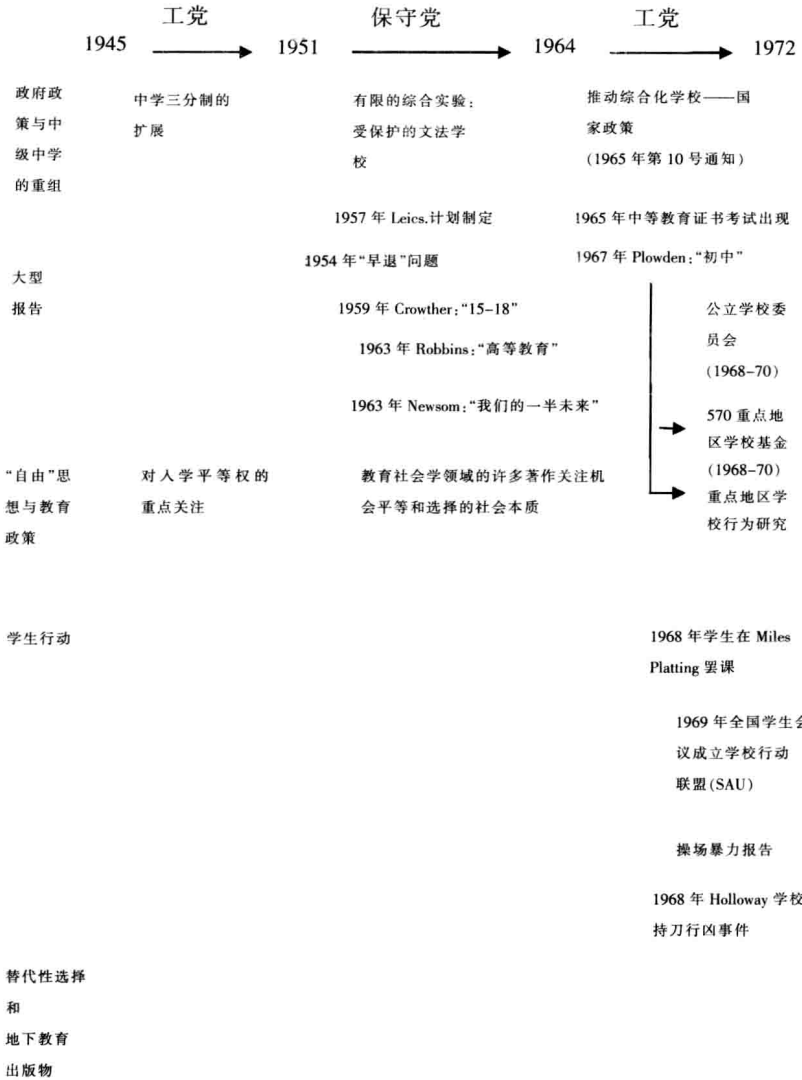 工党 保守党 工党
1945 1951 1964 1972
政府政
策与中
级中学
的重组
中学三分制的
扩展
有限的综合实验:
受保护的文法学
校
推动综合化学校——国
家政策
(1965 年第 10 号通知)
1957 年 Leics.计划制定
1965 年中等教育证书考试出现
大型
报告
1954 年“早退”问题
1967 年 Plowden:“初中”
1959 年 Crowther:“15-18”
1963 年 Robbins:“高等教育”
1963 年 Newsom:“我们的一半未来”
公立学校委
员会
(1968-70)
570 重点地
区学校基金
(1968-70)
重点地区学
校行为研究
“自由”思
想与教育
政策
对人学平等权的
重点关注
教育社会学领域的许多著作关注机
会平等和选择的社会本质
学生行动
1968 年学生在 Miles
Platting 罢课
1969 年全国学生会
议成立学校行动
联盟(SAU)
操场暴力报告
1968 年 Holloway 学校
持刀行凶事件
替代性选择
和
地下教育
出版物